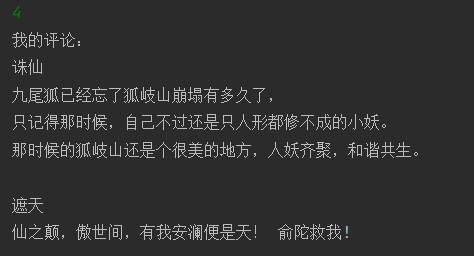 4
我的评论:
诛仙
九尾狐已经忘了狐岐山崩塌有多久了，
只记得那时候，自己不过还是只人形都修不成的小妖。
那时候的狐岐山还是个很美的地方，人妖齐聚，和谐共生。
遮天
仙之颠，傲世间，有我安澜便是天!  俞陀救我!